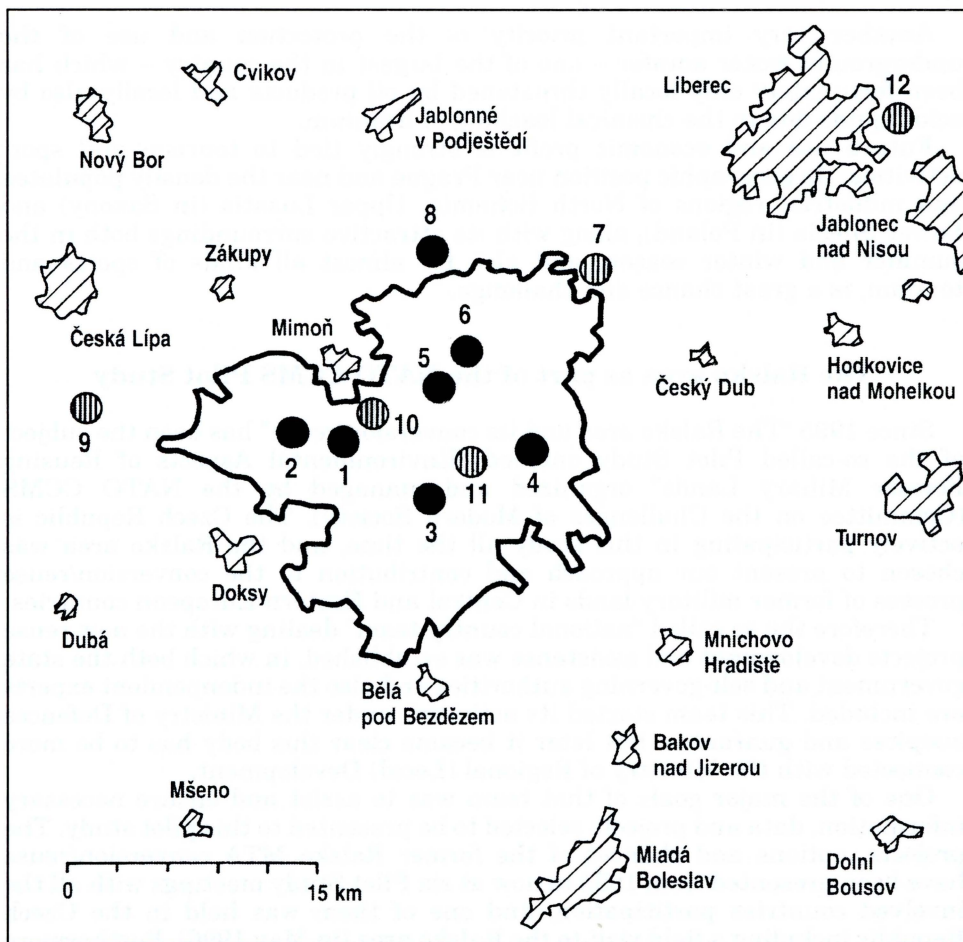 Cvikov
Liberec
12
Nový Bor
Jablonné
v Podještědí
8
7
Jablonec
nad Nisou
Zákupy
6
Česká Lípa
Mimoň
5
Český Dub
Hodkovice
nad Mohelkou
9
10
2
1
11
4
3
Turnov
Doksy
Dubá
Mnichovo
Hradiště
Bělá
pod Bezdězem
Bakov
nad Jizerou
Mšeno
0
15 km
Mladá
Boleslav
Dolní
Bousov